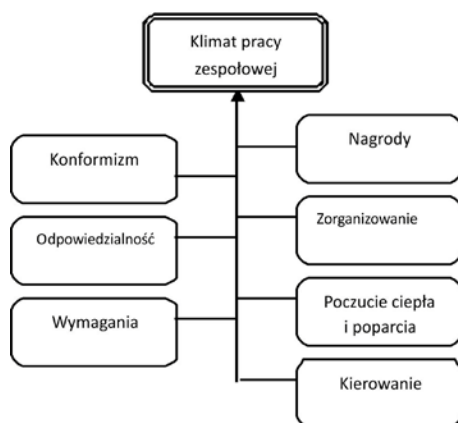 Klimat pracy
zespołowej
Konformizm
Odpowiedzialność
Wymagania
Nagrody
Zorganizowanie
Poczucie ciepła
i poparcia
Kierowanie